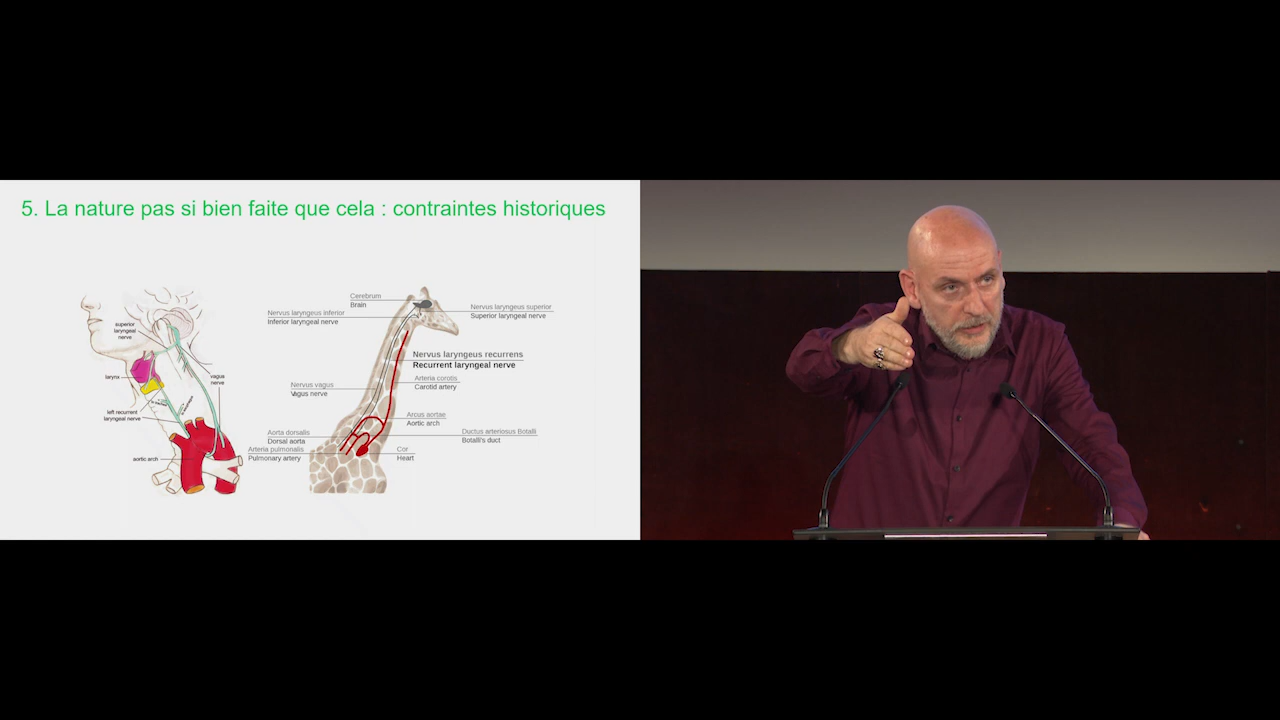 5. La nature pas si bien faite que cela : contraintes historiques
superior
laryngeal
nerve
larynx
vagus
nerve
left recurrent
laryngeal nerve
aortic arch
Cerebrum
Brain
Nervus laryngeus superior
Superior laryngeal nerve
Nervus laryngeus inferior
Inferior laryngeal nerve
Nervus laryngeus recurrens
Recurrent laryngeal nerve
Arteria corotis
Carotid artery
Nervus vagus
Vagus nerve
Arcus aortae
Aortic arch
Aorta dorsalis
Dorsal aorta
Ductus arteriosus Botalli
Botalli's duct
Arteria pulmonalis
Pulmonary artery
Cor
Heart